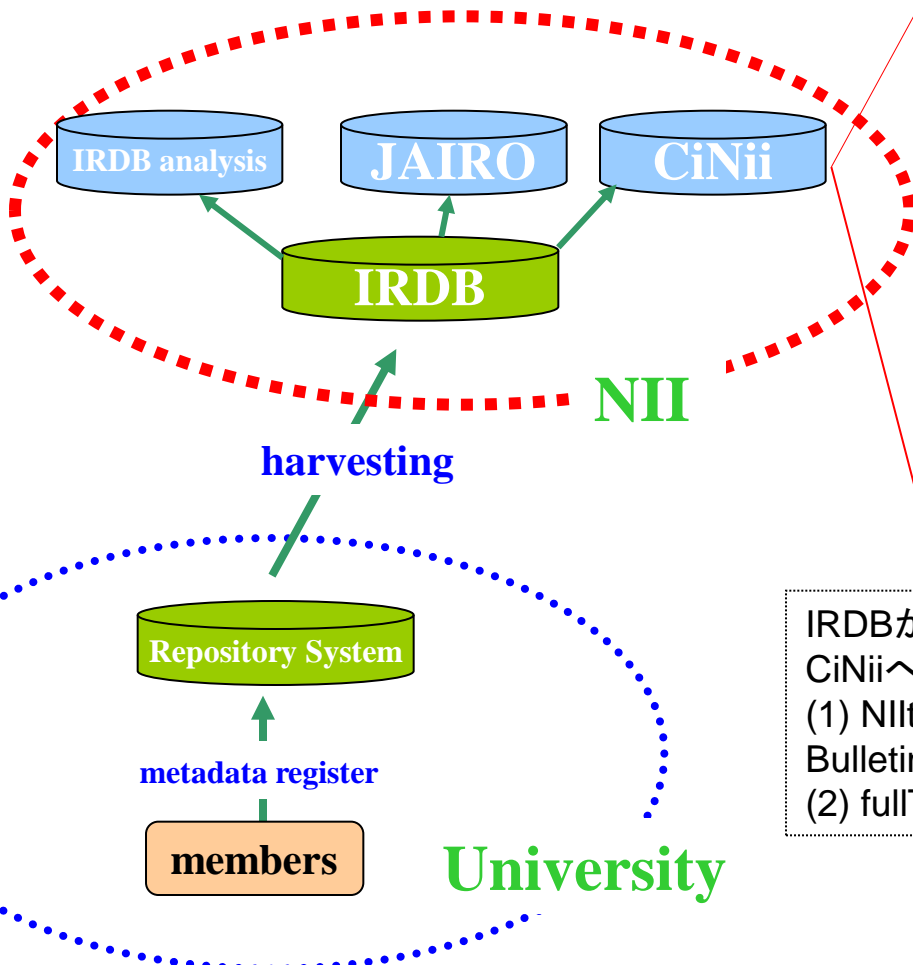 IRDB analysis
JAIRO
CiNii
IRDB
NII
harvesting
Repository System
metadata register
members
University
IRDBか
CiNiiへ
(1) NIIt
Bulletin
(2) full